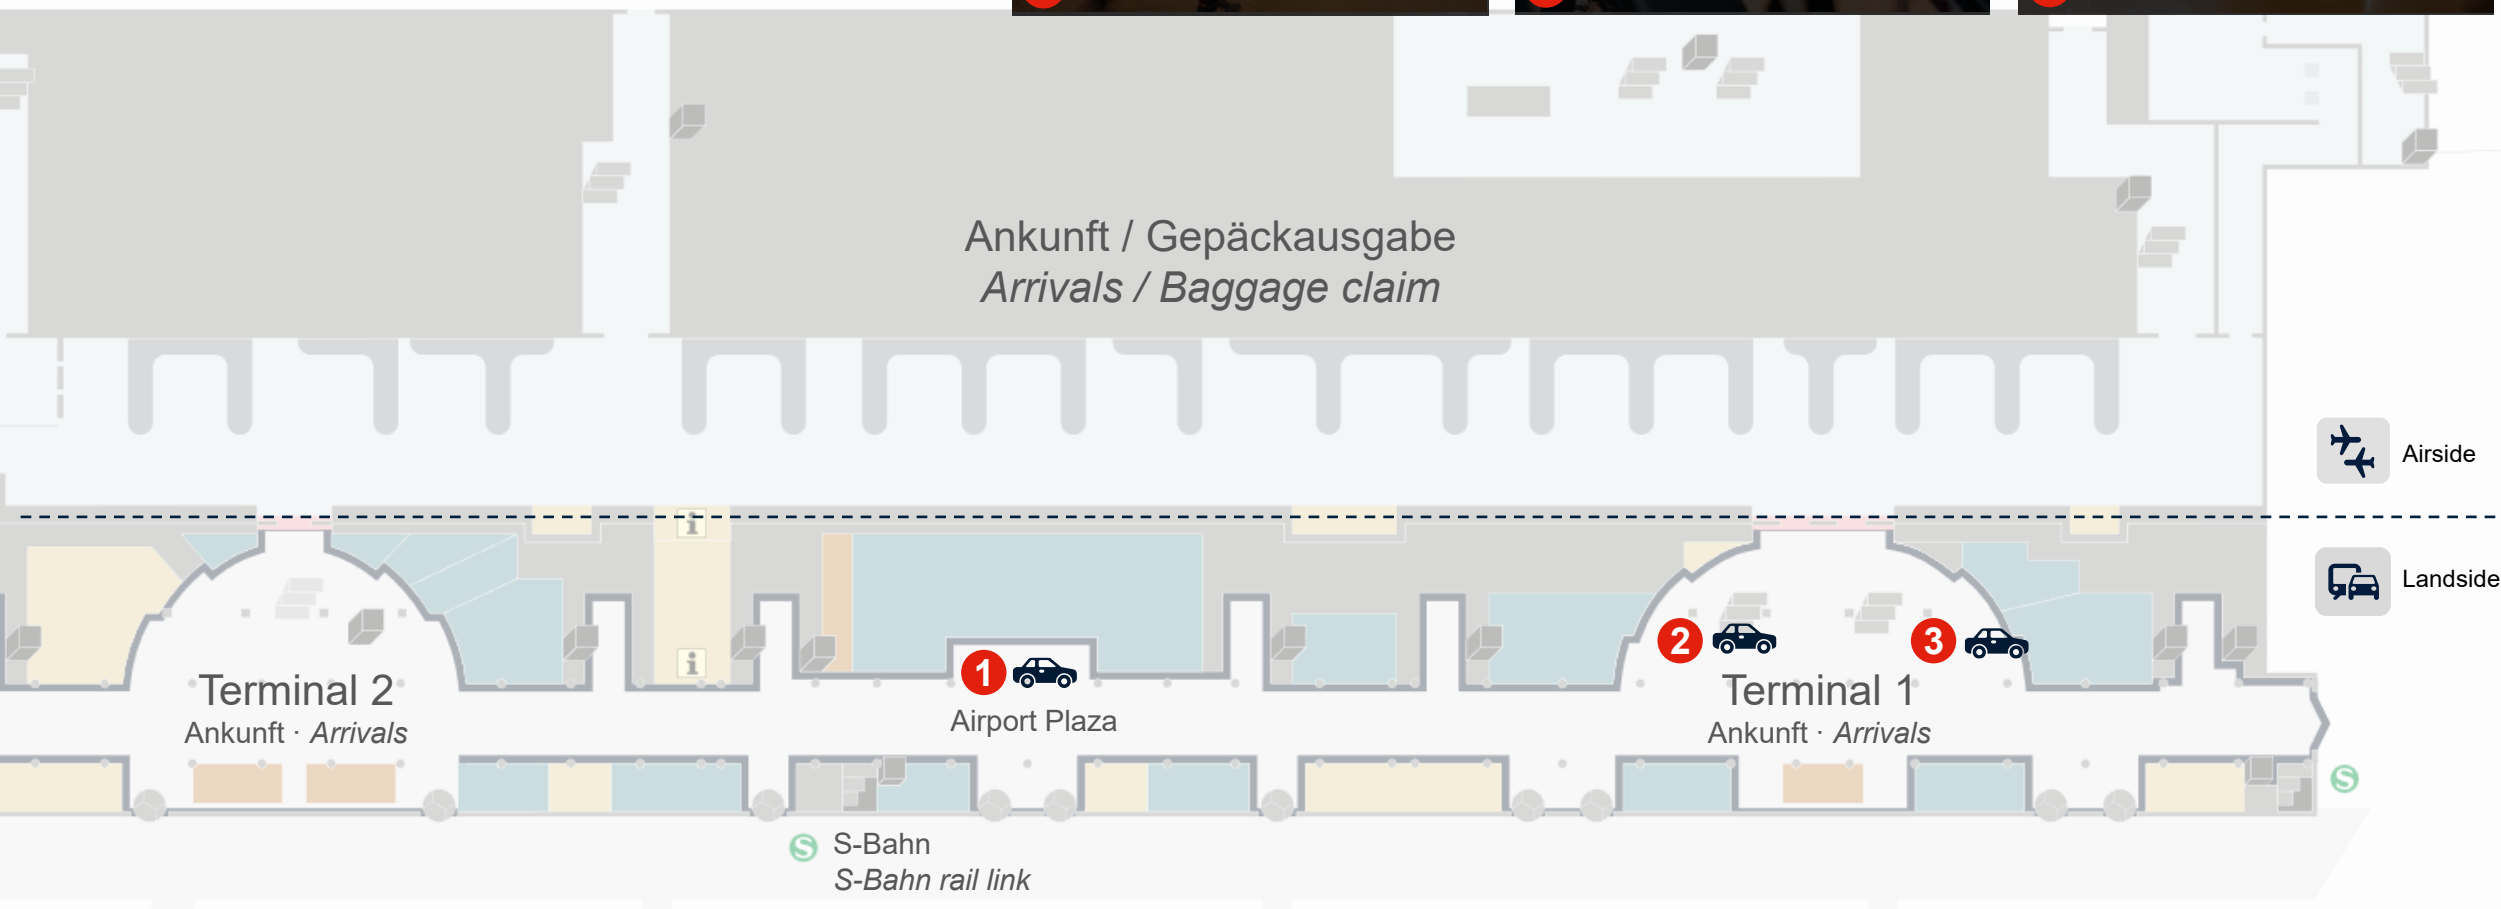 Ankunft / Gepäckausgabe
Arrivals / Baggage claim
Airside
i
Landside
1
2
3
i
Terminal 2
Ankunft · Arrivals
Airport Plaza
Terminal 1
Ankunft · Arrivals
S
S
S-Bahn
S-Bahn rail link